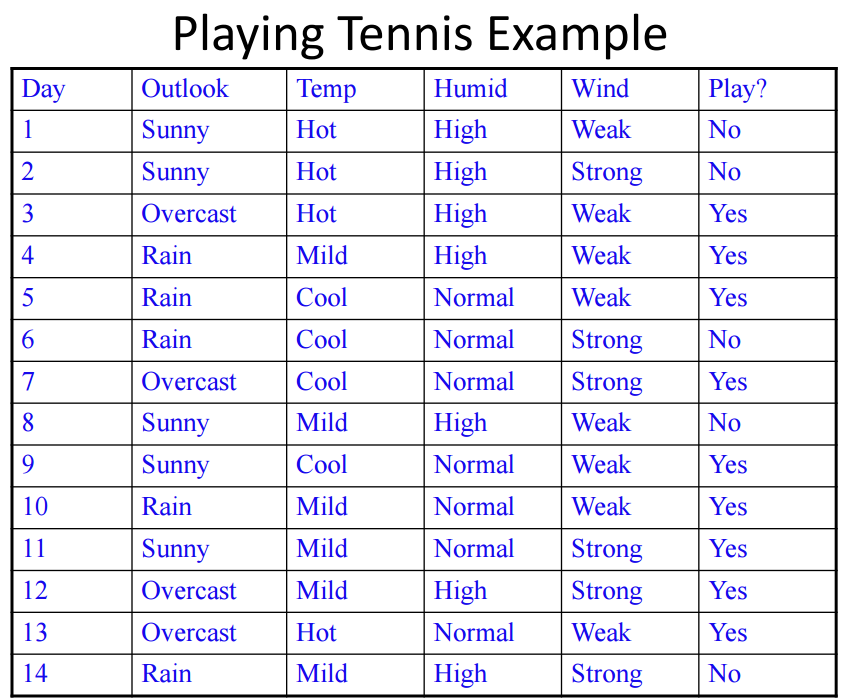 Playing Tennis Example
Day Outlook Temp Humid Wind Play?
1 Sunny Hot High Weak No
2 Sunny Hot High Strong No
3 Overcast Hot High Weak Yes
4 Rain Mild High Weak Yes
5 Rain Cool Normal Weak Yes
6 Rain Cool Normal Strong No
7 Overcast Cool Normal Strong Yes
8 Sunny Mild High Weak No
9 Sunny Cool Normal Weak Yes
10 Rain Mild Normal Weak Yes
11 Sunny Mild Normal Strong Yes
12 Overcast Mild High Strong Yes
13 Overcast Hot Normal Weak Yes
14 Rain Mild High Strong No